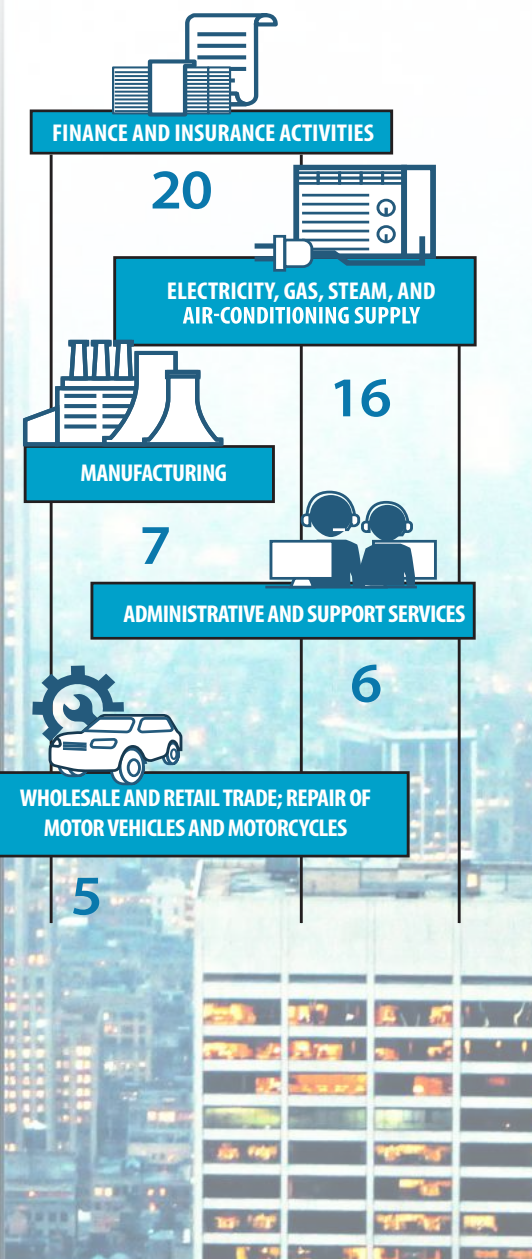 FINANCE AND INSURANCE ACTIVITIES
20
ELECTRICITY, GAS, STEAM, AND
AIR-CONDITIONING SUPPLY
16
MANUFACTURING
7
ADMINISTRATIVE AND SUPPORT SERVICES
6
WHOLESALE AND RETAIL TRADE; REPAIR OF
MOTOR VEHICLES AND MOTORCYCLES
5